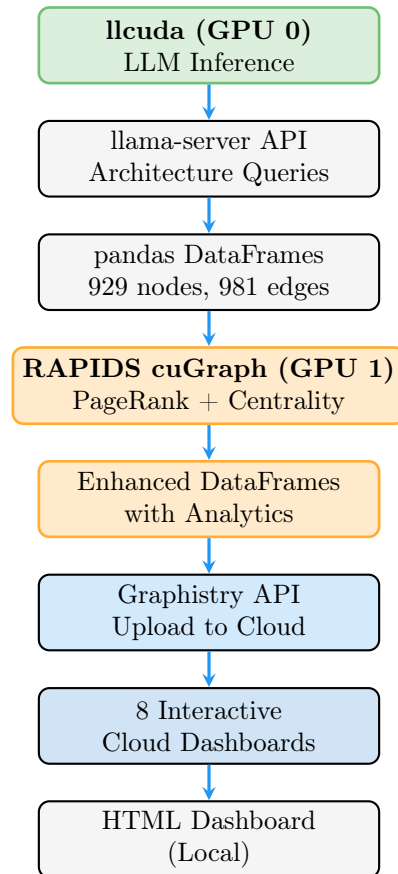 llcuda (GPU 0)
LLM Inference
llama-server API
Architecture Queries
pandas DataFrames
929 nodes, 981 edges
RAPIDS cuGraph (GPU 1)
PageRank + Centrality
Enhanced DataFrames
with Analytics
Graphistry API
Upload to Cloud
8 Interactive
Cloud Dashboards
HTML Dashboard
(Local)